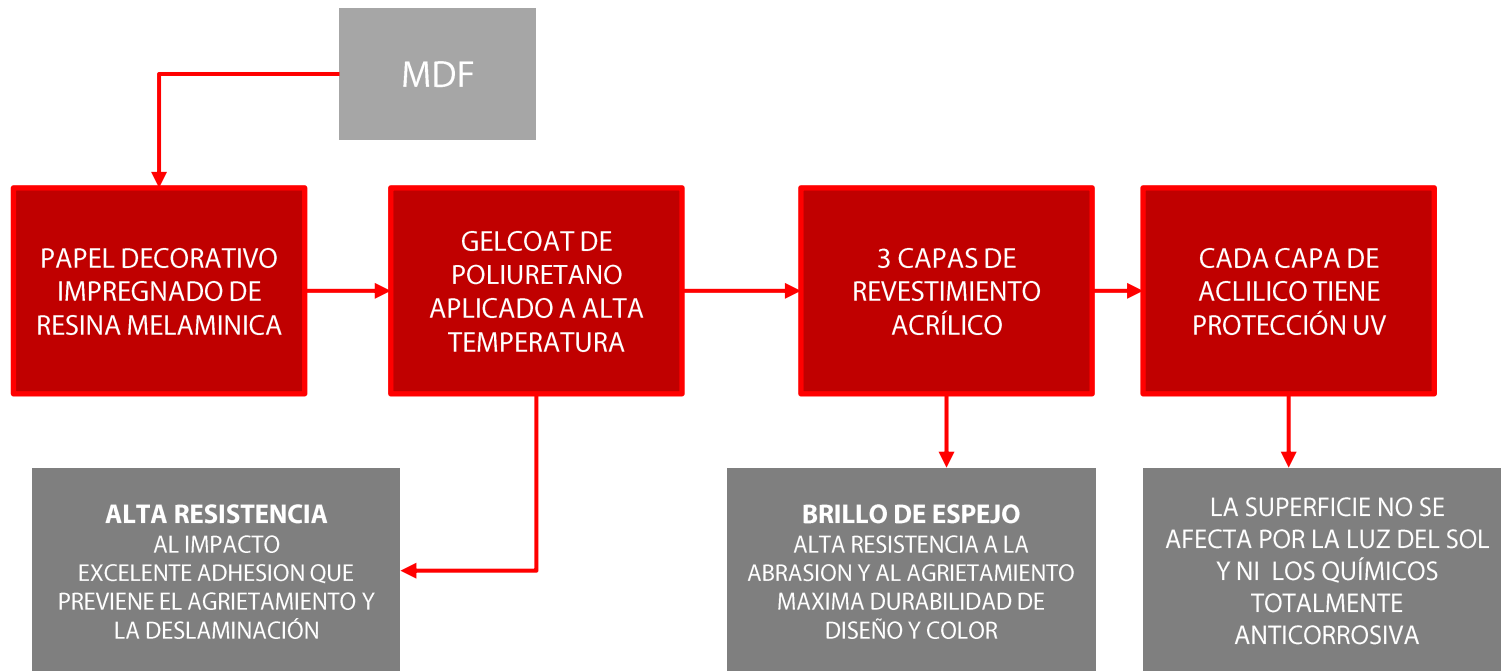 MDF
PAPEL DECORATIVO
IMPREGNADO DE
RESINA MELAMINICA
GELCOAT DE
POLIURETANO
APLICADO A ALTA
TEMPERATURA
3 CAPAS DE
REVESTIMIENTO
ACRÍLICO
CADA CAPA DE
ACLILICO TIENE
PROTECCIÓN UV
ALTA RESISTENCIA
AL IMPACTO
EXCELENTE ADHESION QUE
PREVIENE EL AGRIETAMIENTO Y
LA DESLAMINACIÓN
BRILLO DE ESPEJO
ALTA RESISTENCIA A LA
ABRASION Y AL AGRIETAMIENTO
MAXIMA DURABILIDAD DE
DISEÑO Y COLOR
LA SUPERFICIE NO SE
AFECTA POR LA LUZ DEL SOL
Y NI LOS QUÍMICOS
TOTALMENTE
ANTICORROSIVA